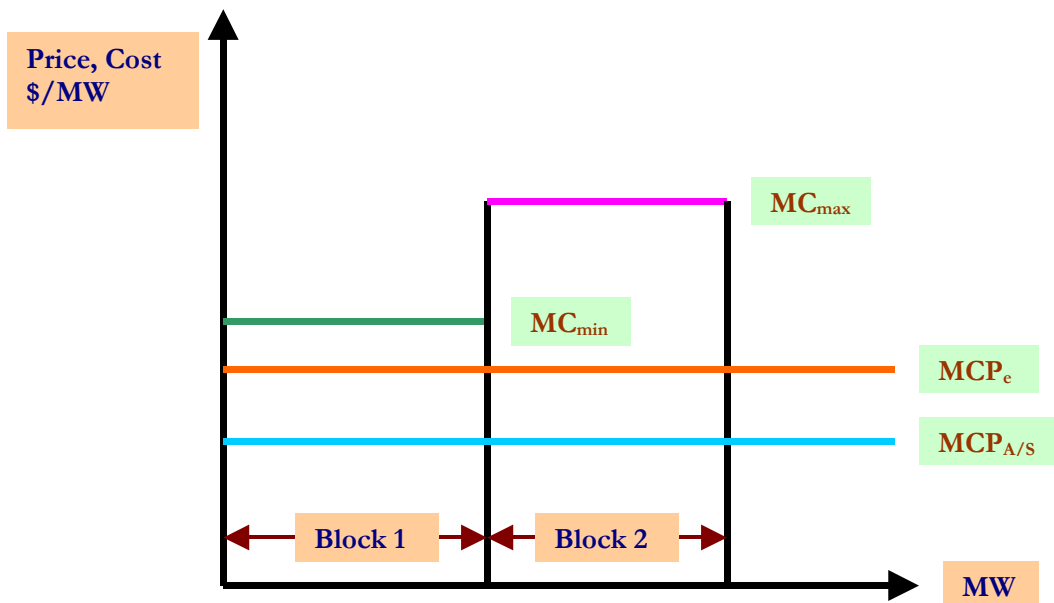 Price, Cost
$/MW
MCmax
MCmin
MCPe
MCPA/S
Block 1
Block 2
MW